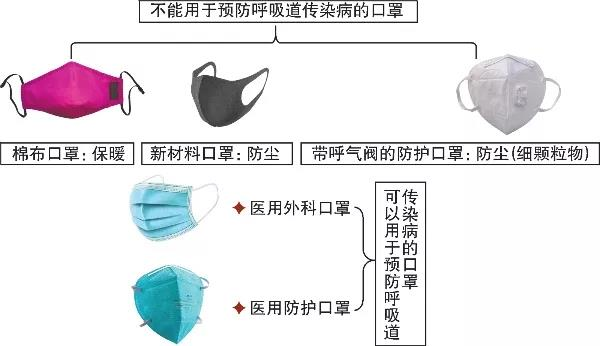 不能用于预防呼吸道传染病的口罩
棉布口罩：保暖
新材料口罩：防尘
带呼气阀的防护口罩：防尘(细颗粒物)
医用外科口罩
医用防护口罩
可以用于预防呼吸道
传染病的口罩